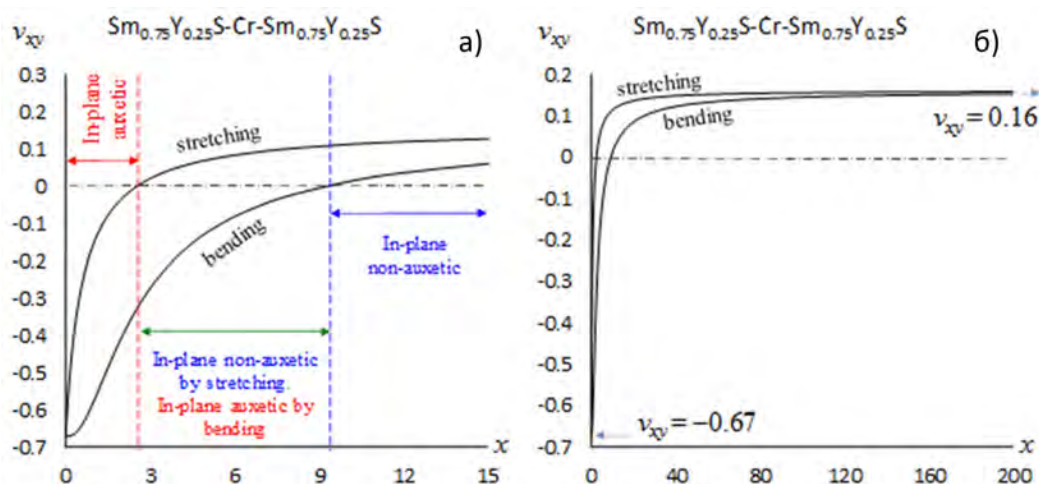 Sm₀.₇₅Y₀.₂₅S-Cr-Sm₀.₇₅Y₀.₂₅S
a)
νxy
0.3
0.2
0.1
0
-0.1
-0.2
-0.3
-0.4
-0.5
-0.6
-0.7
In-plane
auxetic
stretching
bending
In-plane
non-auxetic
In-plane non-auxetic
by stretching.
In-plane auxetic by
bending
x
0
3
6
9
12
15
Sm₀.₇₅Y₀.₂₅S-Cr-Sm₀.₇₅Y₀.₂₅S
б)
νxy
0.2
0.1
0
-0.1
-0.2
-0.3
-0.4
-0.5
-0.6
-0.7
stretching
bending
νxy = 0.16
νxy = −0.67
x
0
40
80
120
160
200